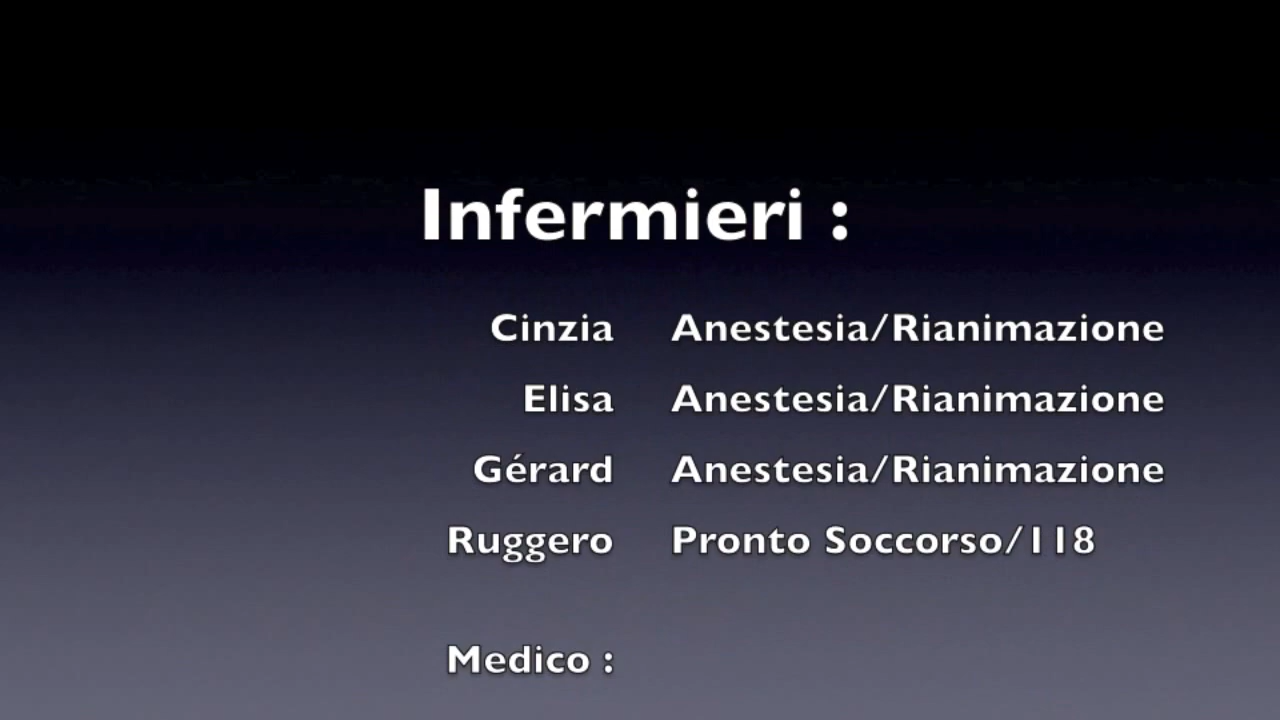 Infermieri :
Cinzia Anestesia/Rianimazione
Elisa Anestesia/Rianimazione
Gérard Anestesia/Rianimazione
Ruggero Pronto Soccorso/118
Medico :